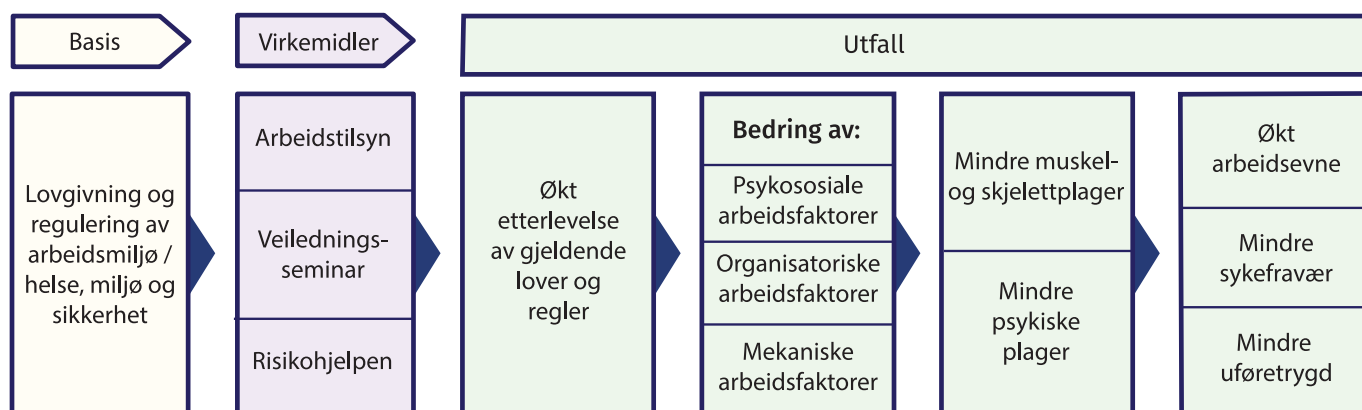 Basis
Virkemidler
Utfall
Lovgivning og
regulering av
arbeidsmiljø /
helse, miljø og
sikkerhet
Arbeidstilsyn
Veilednings-
seminar
Risikohjelpen
Økt
etterlevelse
av gjeldende
lover og
regler
Bedring av:
Psykososiale
arbeidsfaktorer
Organisatoriske
arbeidsfaktorer
Mekaniske
arbeidsfaktorer
Mindre muskel-
og skjelettplager
Mindre
psykiske
plager
Økt
arbeidsevne
Mindre
sykefravær
Mindre
uføretrygd